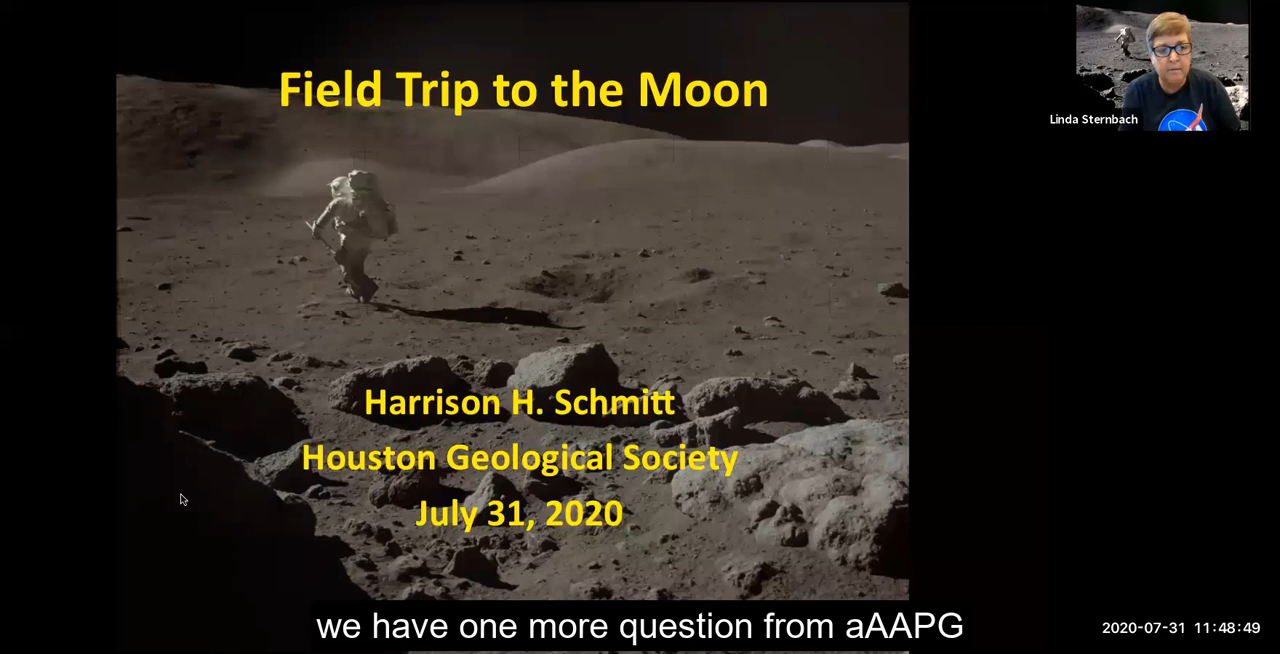 Field Trip to the Moon
Linda Sternbach
Harrison H. Schmitt
Houston Geological Society
July 31, 2020
we have one more question from aAAPG
2020-07-31 11:48:49